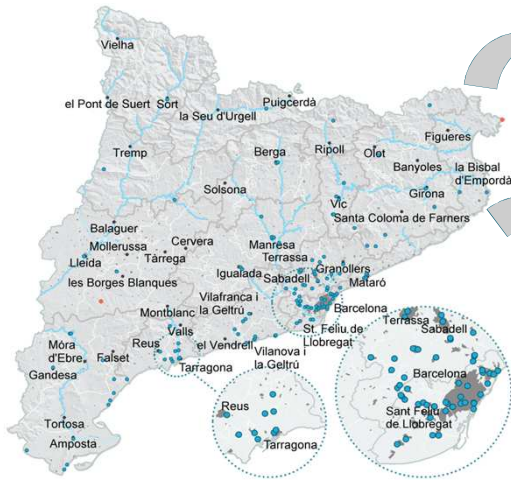 Vielha
el Pont de Suert
Sort
la Seu d'Urgell
Puigcerdà
Figueres
Tremp
Berga
Ripoll
Olot
Banyoles
la Bisbal
d'Empordà
Solsona
Vic
Girona
Santa Coloma de Farners
Balaguer
Mollerussa
Cervera
Manresa
Lleida
Tàrrega
Igualada
Terrassa
Granollers
Sabadell
Mataró
les Borges Blanques
Vilafranca i
la Geltrú
Montblanc
Barcelona
Valls
St. Feliu de
Llobregat
Reus
el Vendrell
Vilanova i
la Geltrú
Móra
d'Ebre
Falset
Tarragona
Gandesa
Tortosa
Amposta
Reus
Tarragona
Terrassa
Sabadell
Barcelona
Sant Feliu
de Llobregat